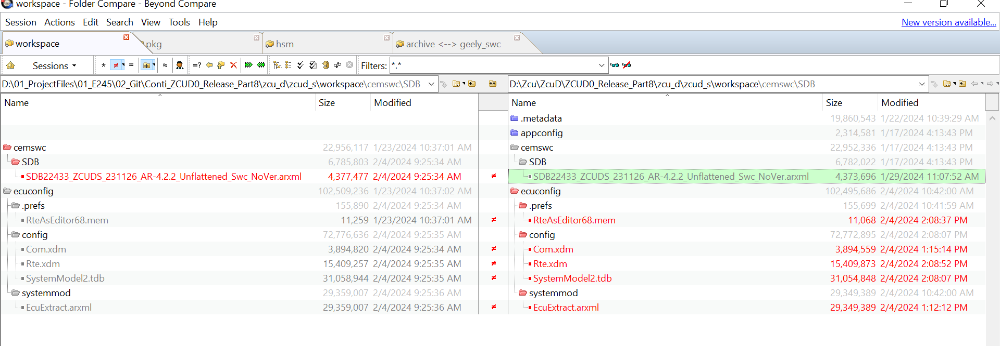 workspace - Folder Compare - Beyond Compare
Session Actions Edit Search View Tools Help New version available...
workspace pkg hsm archive <--> geely_swc
Sessions * ≠ = ≈ =? Filters: *.*
D:\01_ProjectFiles\01_E245\02_Git\Conti_ZCUD0_Release_Part8\zcu_d\zcud_s\workspace\cemswc\SDB D:\Zcu\ZcuD\ZCUD0_Release_Part8\zcu_d\zcud_s\workspace\cemswc\SDB
Name Size Modified Name Size Modified
.metadata 19,860,543 1/22/2024 10:39:29 AM
appconfig 2,314,581 1/17/2024 4:13:43 PM
cemswc 22,956,117 1/23/2024 10:37:01 AM cemswc 22,952,336 1/17/2024 4:13:43 PM
SDB 6,785,803 2/4/2024 9:25:34 AM SDB 6,782,022 1/17/2024 4:13:43 PM
SDB22433_ZCUDS_231126_AR-4.2.2_Unflattened_Swc_NoVer.arxml 4,377,477 2/4/2024 9:25:34 AM ≠ SDB22433_ZCUDS_231126_AR-4.2.2_Unflattened_Swc_NoVer.arxml 4,373,696 1/29/2024 11:07:52 AM
ecuconfig 102,509,236 1/23/2024 10:37:02 AM ecuconfig 102,495,686 2/4/2024 10:42:00 AM
.prefs 155,890 2/4/2024 9:25:34 AM .prefs 155,699 2/4/2024 10:41:59 AM
RteAsEditor68.mem 11,259 1/23/2024 10:37:01 AM ≠ RteAsEditor68.mem 11,068 2/4/2024 2:08:37 PM
config 72,776,636 2/4/2024 9:25:35 AM config 72,772,895 2/4/2024 2:08:07 PM
Com.xdm 3,894,820 2/4/2024 9:25:34 AM ≠ Com.xdm 3,894,559 2/4/2024 1:15:14 PM
Rte.xdm 15,409,257 2/4/2024 9:25:35 AM ≠ Rte.xdm 15,409,873 2/4/2024 2:08:52 PM
SystemModel2.tdb 31,058,944 2/4/2024 9:25:35 AM ≠ SystemModel2.tdb 31,054,848 2/4/2024 2:08:07 PM
systemmod 29,359,007 2/4/2024 9:25:36 AM systemmod 29,349,389 2/4/2024 10:42:00 AM
EcuExtract.arxml 29,359,007 2/4/2024 9:25:36 AM ≠ EcuExtract.arxml 29,349,389 2/4/2024 1:12:12 PM